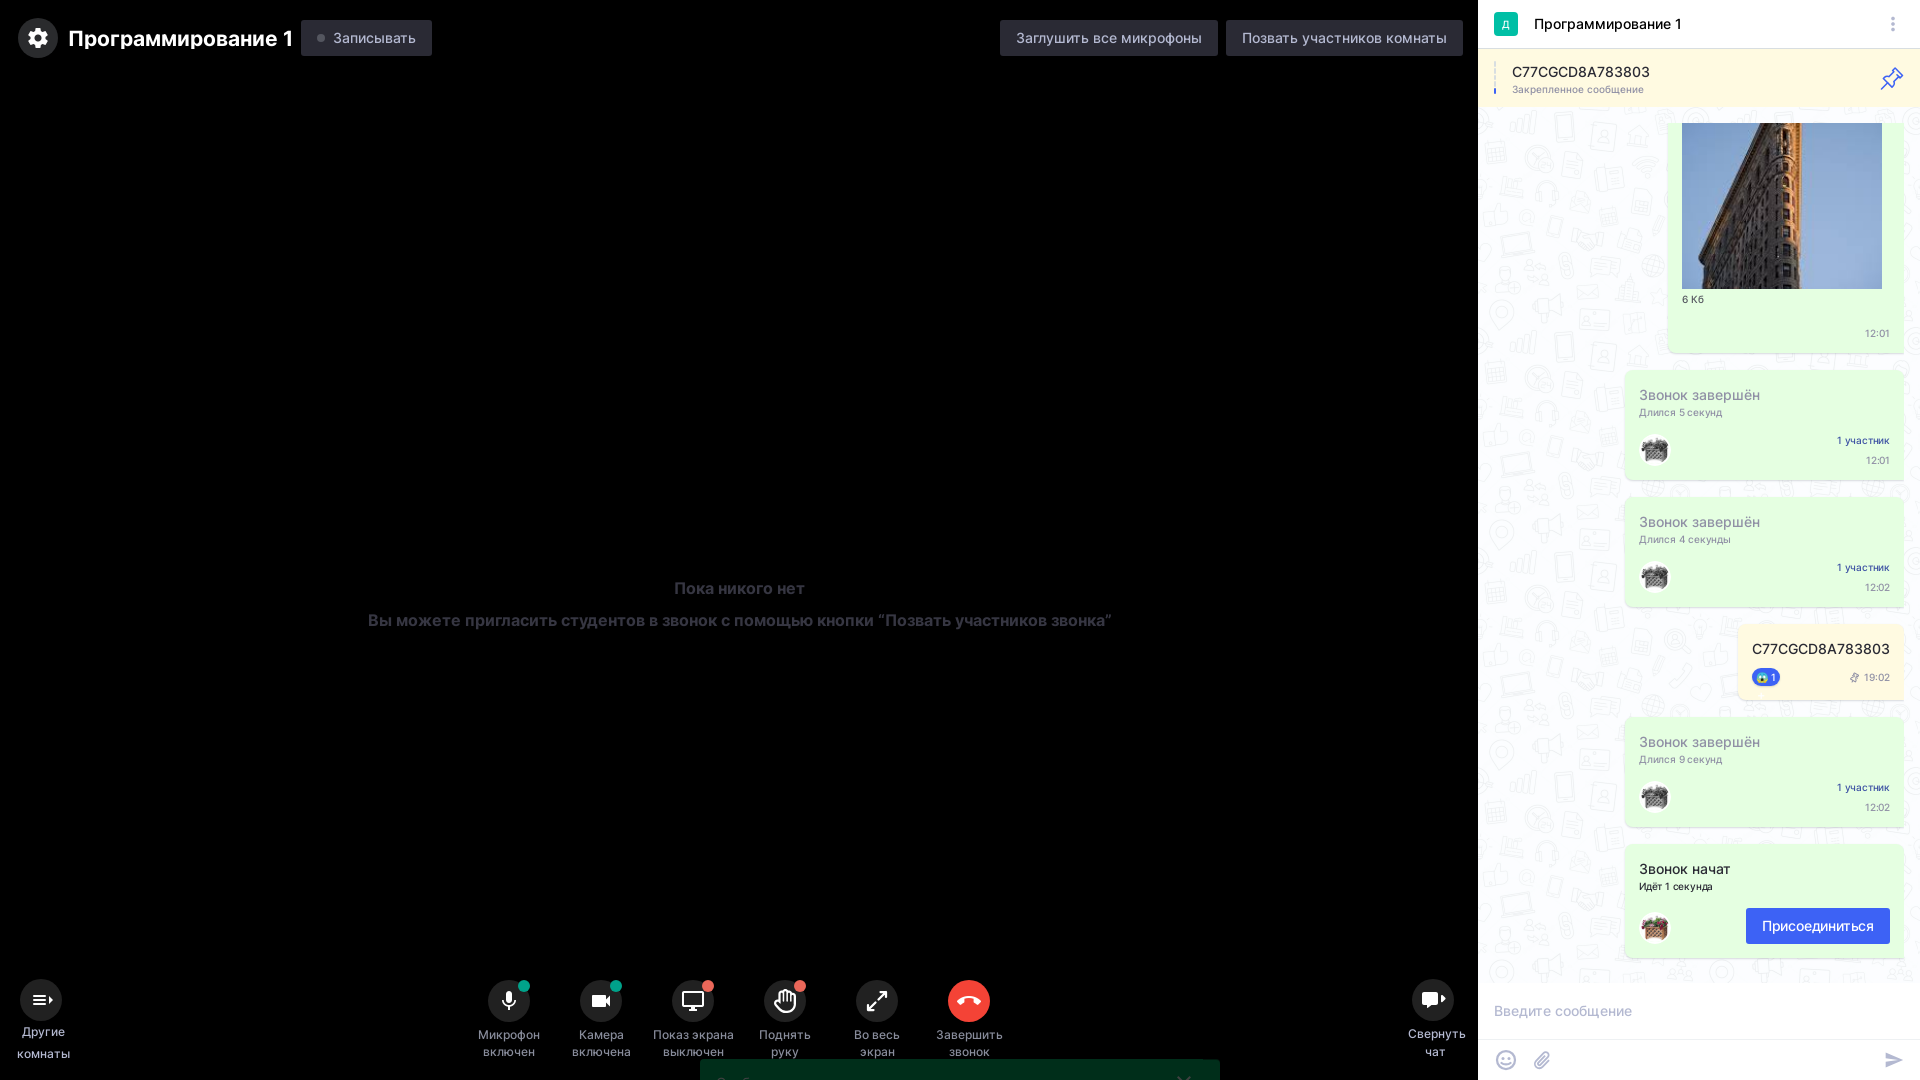 Программирование 1
Записывать
Заглушить все микрофоны
Позвать участников комнаты
Д
Программирование 1
C77CGCD8A783803
Закрепленное сообщение
6 Кб
12:01
Звонок завершён
Длился 5 секунд
1 участник
12:01
Звонок завершён
Длился 4 секунды
1 участник
12:02
C77CGCD8A783803
1
19:02
Звонок завершён
Длился 9 секунд
1 участник
12:02
Звонок начат
Идёт 1 секунда
Присоединиться
Пока никого нет
Вы можете пригласить студентов в звонок с помощью кнопки “Позвать участников звонка”
Другие
комнаты
Микрофон
включен
Камера
включена
Показ экрана
выключен
Поднять
руку
Во весь
экран
Завершить
звонок
Свернуть
чат
Введите сообщение